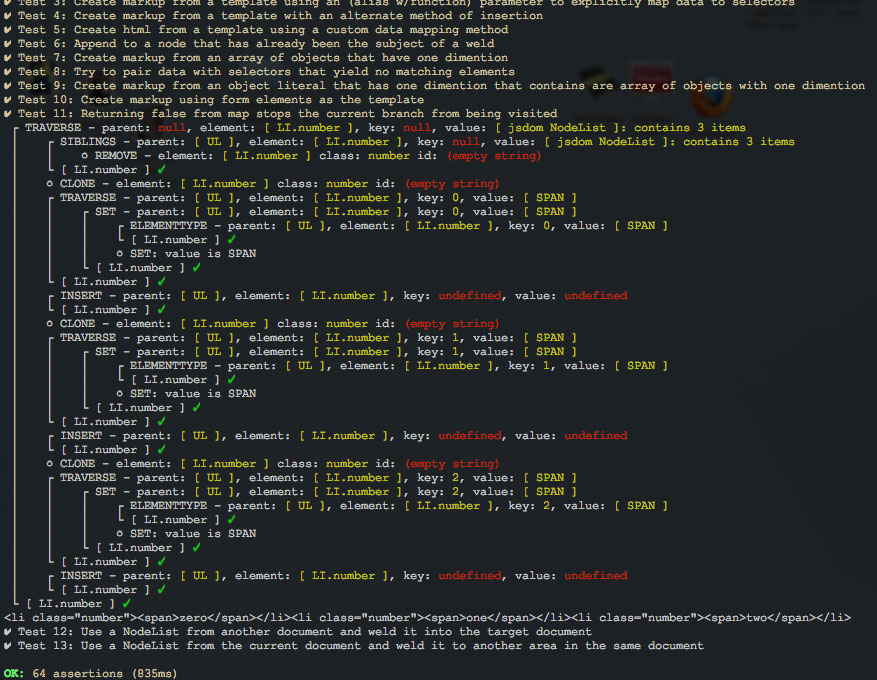 ✔ Test 3: Create markup from a template using an (alias w/function) parameter to explicitly map data to selectors
✔ Test 4: Create markup from a template with an alternate method of insertion
✔ Test 5: Create html from a template using a custom data mapping method
✔ Test 6: Append to a node that has already been the subject of a weld
✔ Test 7: Create markup from an array of objects that have one dimention
✔ Test 8: Try to pair data with selectors that yield no matching elements
✔ Test 9: Create markup from an object literal that has one dimention that contains are array of objects with one dimention
✔ Test 10: Create markup using form elements as the template
✔ Test 11: Returning false from map stops the current branch from being visited
┌ TRAVERSE - parent: null, element: [ LI.number ], key: null, value: [ jsdom NodeList ]: contains 3 items
┌ SIBLINGS - parent: [ UL ], element: [ LI.number ], key: null, value: [ jsdom NodeList ]: contains 3 items
○ REMOVE - element: [ LI.number ] class: number id: (empty string)
└ [ LI.number ] ✓
○ CLONE - element: [ LI.number ] class: number id: (empty string)
┌ TRAVERSE - parent: [ UL ], element: [ LI.number ], key: 0, value: [ SPAN ]
┌ SET - parent: [ UL ], element: [ LI.number ], key: 0, value: [ SPAN ]
┌ ELEMENTTYPE - parent: [ UL ], element: [ LI.number ], key: 0, value: [ SPAN ]
└ [ LI.number ] ✓
○ SET: value is SPAN
└ [ LI.number ] ✓
└ [ LI.number ] ✓
┌ INSERT - parent: [ UL ], element: [ LI.number ], key: undefined, value: undefined
└ [ LI.number ] ✓
○ CLONE - element: [ LI.number ] class: number id: (empty string)
┌ TRAVERSE - parent: [ UL ], element: [ LI.number ], key: 1, value: [ SPAN ]
┌ SET - parent: [ UL ], element: [ LI.number ], key: 1, value: [ SPAN ]
┌ ELEMENTTYPE - parent: [ UL ], element: [ LI.number ], key: 1, value: [ SPAN ]
└ [ LI.number ] ✓
○ SET: value is SPAN
└ [ LI.number ] ✓
└ [ LI.number ] ✓
┌ INSERT - parent: [ UL ], element: [ LI.number ], key: undefined, value: undefined
└ [ LI.number ] ✓
○ CLONE - element: [ LI.number ] class: number id: (empty string)
┌ TRAVERSE - parent: [ UL ], element: [ LI.number ], key: 2, value: [ SPAN ]
┌ SET - parent: [ UL ], element: [ LI.number ], key: 2, value: [ SPAN ]
┌ ELEMENTTYPE - parent: [ UL ], element: [ LI.number ], key: 2, value: [ SPAN ]
└ [ LI.number ] ✓
○ SET: value is SPAN
└ [ LI.number ] ✓
└ [ LI.number ] ✓
┌ INSERT - parent: [ UL ], element: [ LI.number ], key: undefined, value: undefined
└ [ LI.number ] ✓
└ [ LI.number ] ✓
<li class="number"><span>zero</span></li><li class="number"><span>one</span></li><li class="number"><span>two</span></li>
✔ Test 12: Use a NodeList from another document and weld it into the target document
✔ Test 13: Use a NodeList from the current document and weld it to another area in the same document
OK: 64 assertions (835ms)